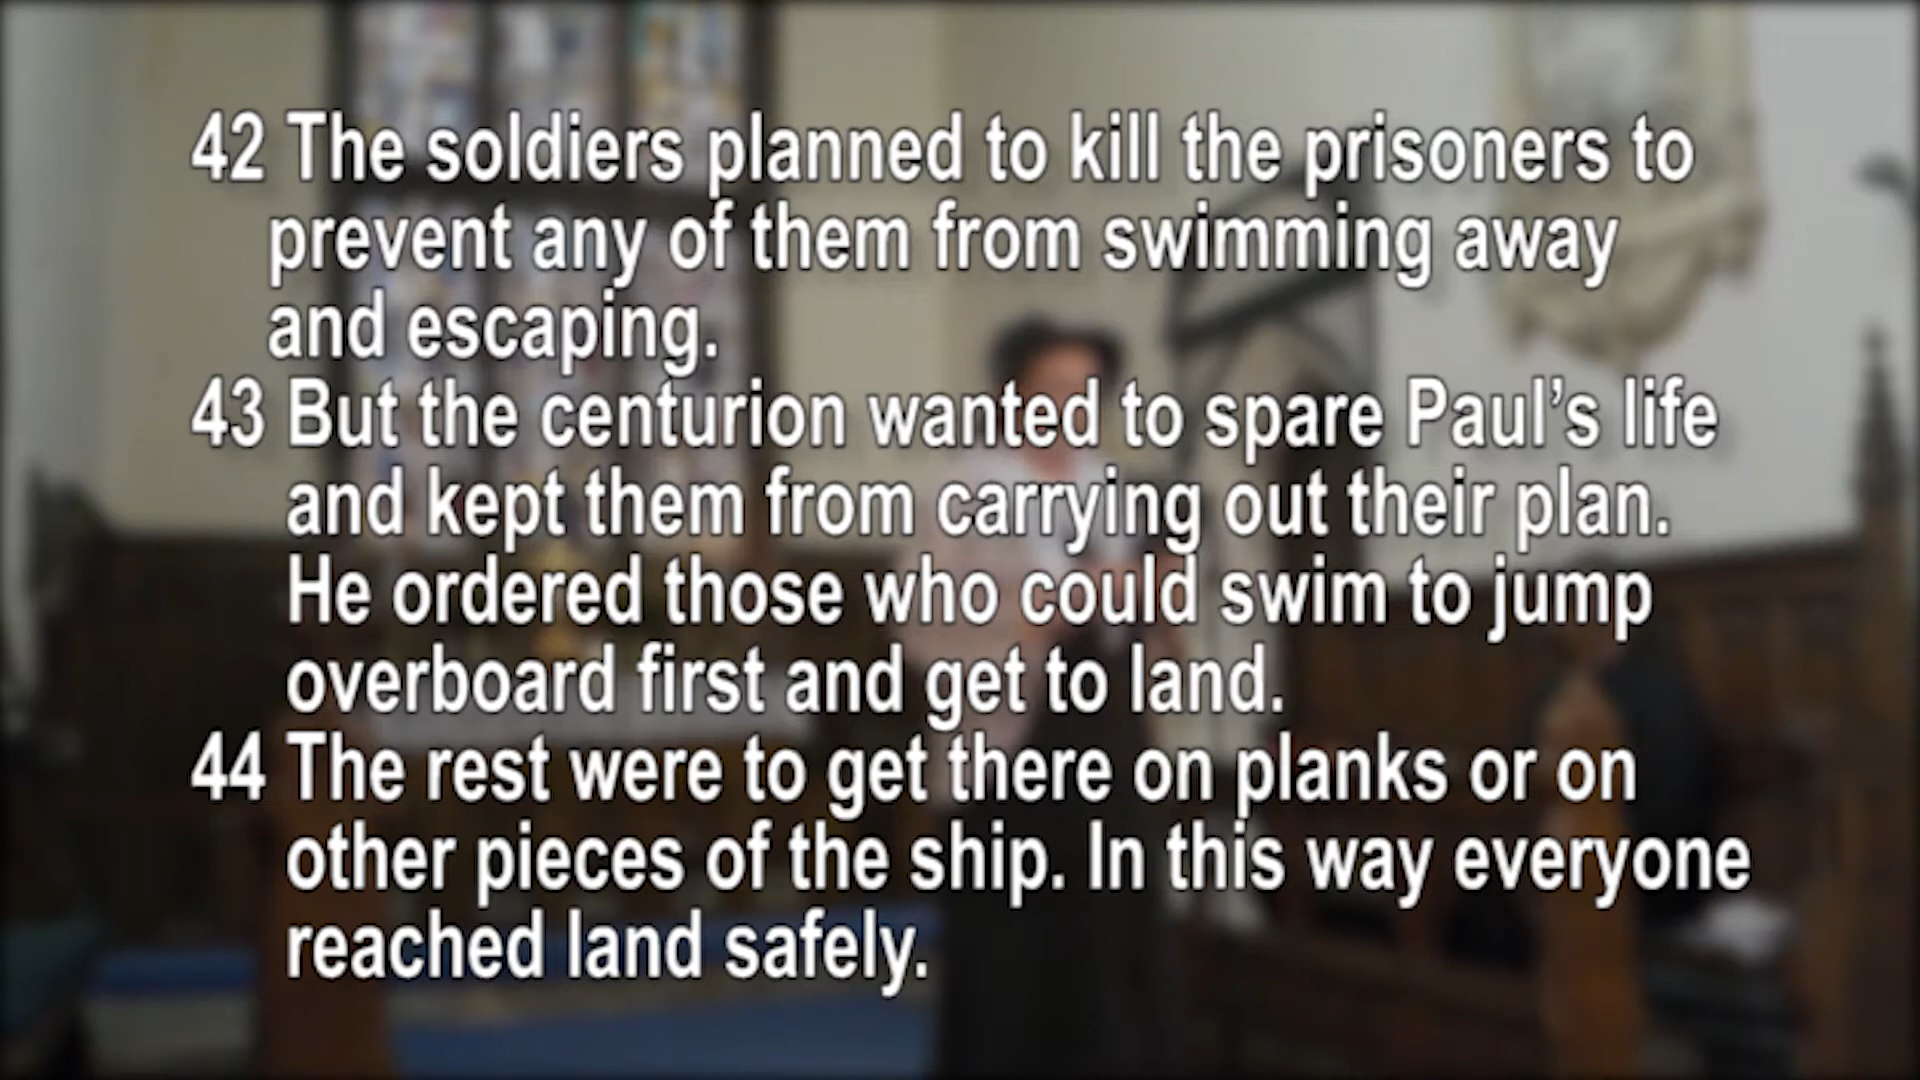 42 The soldiers planned to kill the prisoners to
prevent any of them from swimming away
and escaping.
43 But the centurion wanted to spare Paul’s life
and kept them from carrying out their plan.
He ordered those who could swim to jump
overboard first and get to land.
44 The rest were to get there on planks or on
other pieces of the ship. In this way everyone
reached land safely.